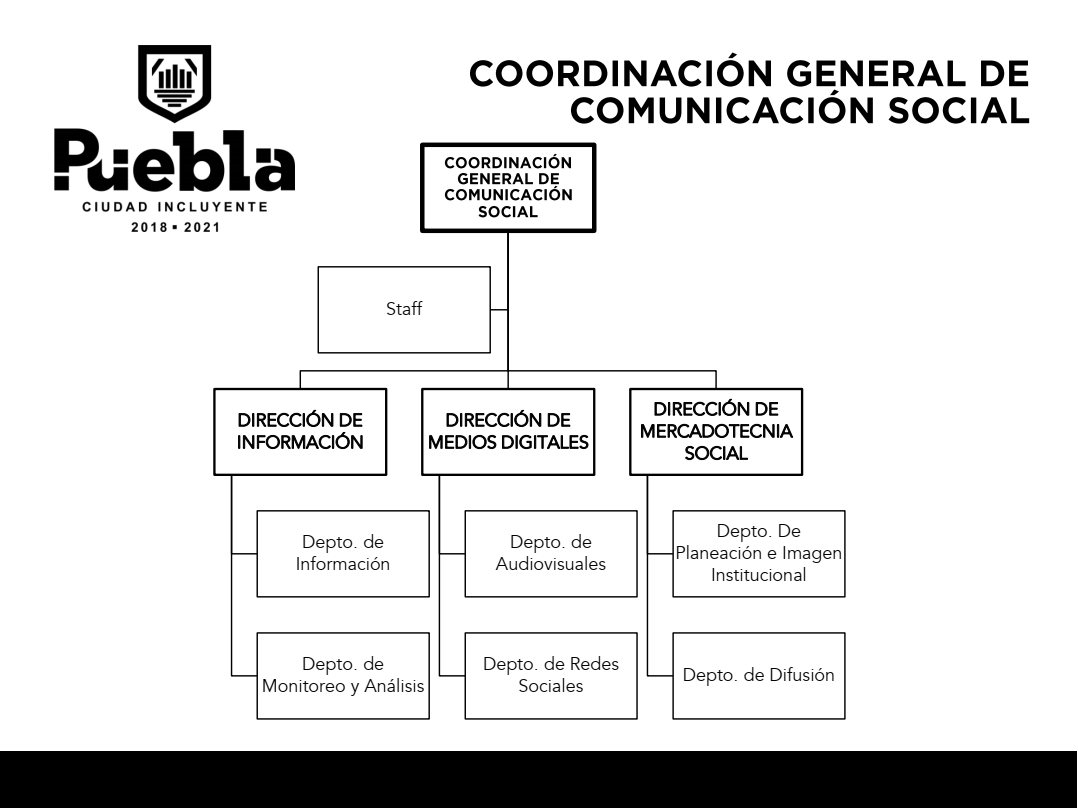 COORDINACIÓN GENERAL DE
COMUNICACIÓN SOCIAL
Puebla
CIUDAD INCLUYENTE
2018 ▪ 2021
COORDINACIÓN
GENERAL DE
COMUNICACIÓN
SOCIAL
Staff
DIRECCIÓN DE
INFORMACIÓN
DIRECCIÓN DE
MEDIOS DIGITALES
DIRECCIÓN DE
MERCADOTECNIA
SOCIAL
Depto. de
Información
Depto. de
Audiovisuales
Depto. De
Planeación e Imagen
Institucional
Depto. de
Monitoreo y Análisis
Depto. de Redes
Sociales
Depto. de Difusión